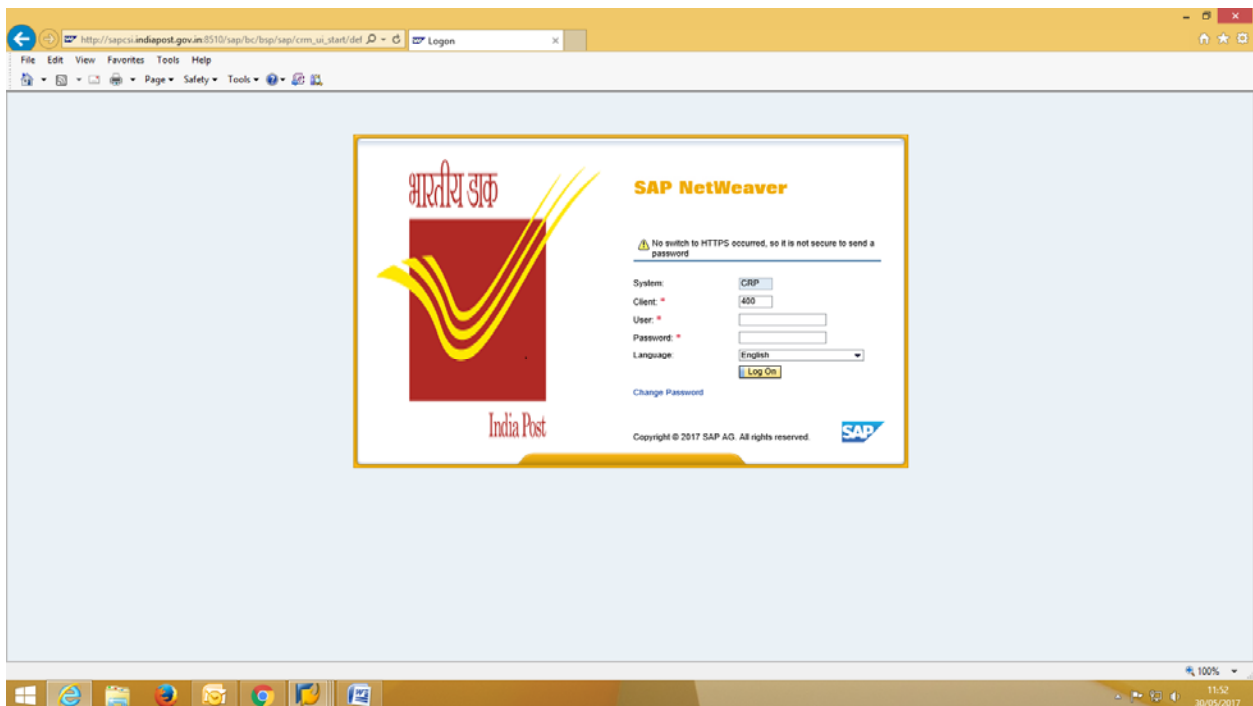 http://sapcsi.indiapost.gov.in:8510/sap/bc/bsp/sap/crm_ui_start/def
Logon
File Edit View Favorites Tools Help
Page Safety Tools
भारतीय डाक
SAP NetWeaver
No switch to HTTPS occurred, so it is not secure to send a
password
System: CRP
Client: * 400
User: *
Password: *
Language: English
Log On
Change Password
India Post
Copyright © 2017 SAP AG. All rights reserved.
SAP
100%
11:52
30/05/2017